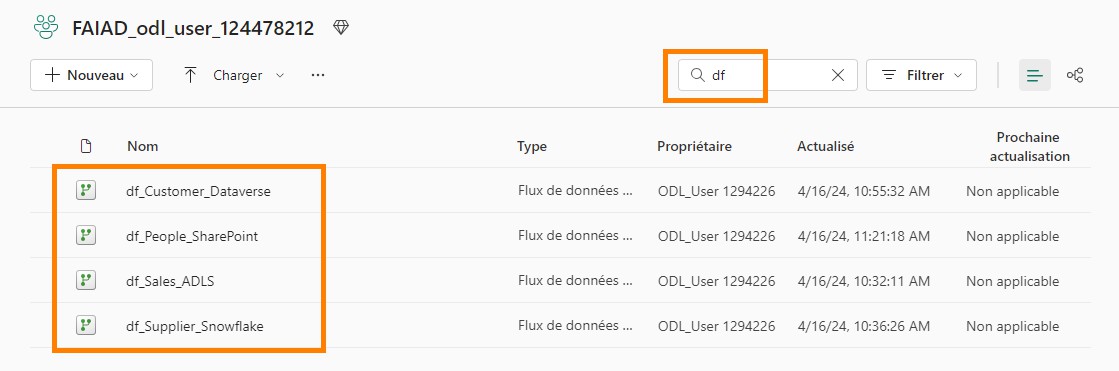 FAIAD_odl_user_124478212
Nouveau Charger ... df Filtrer
Nom Type Propriétaire Actualisé Prochaine actualisation
df_Customer_Dataverse Flux de données ... ODL_User 1294226 4/16/24, 10:55:32 AM Non applicable
df_People_SharePoint Flux de données ... ODL_User 1294226 4/16/24, 11:21:18 AM Non applicable
df_Sales_ADLS Flux de données ... ODL_User 1294226 4/16/24, 10:32:11 AM Non applicable
df_Supplier_Snowflake Flux de données ... ODL_User 1294226 4/16/24, 10:36:26 AM Non applicable